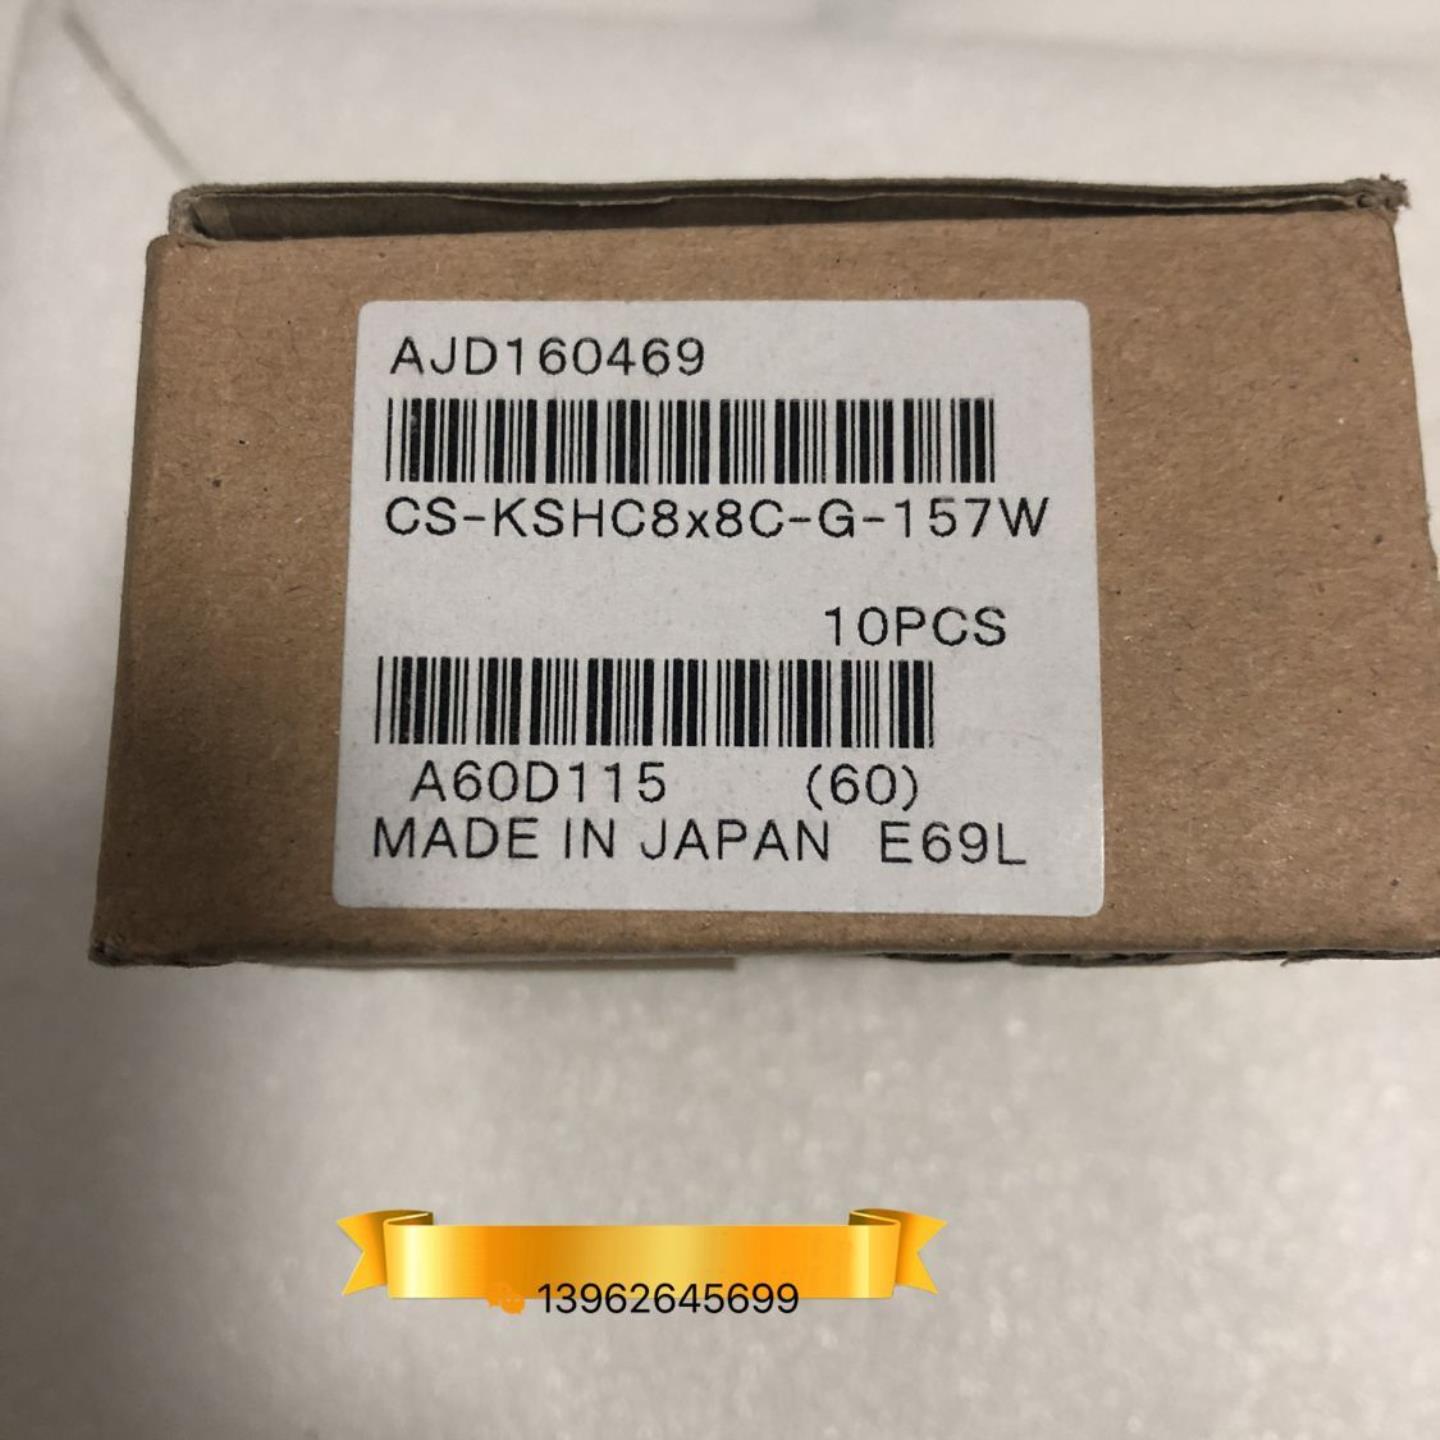 AJD160469
CS-KSHC8x8C-G-157W
10PCS
A60D115 (60)
MADE IN JAPAN E69L
13962645699